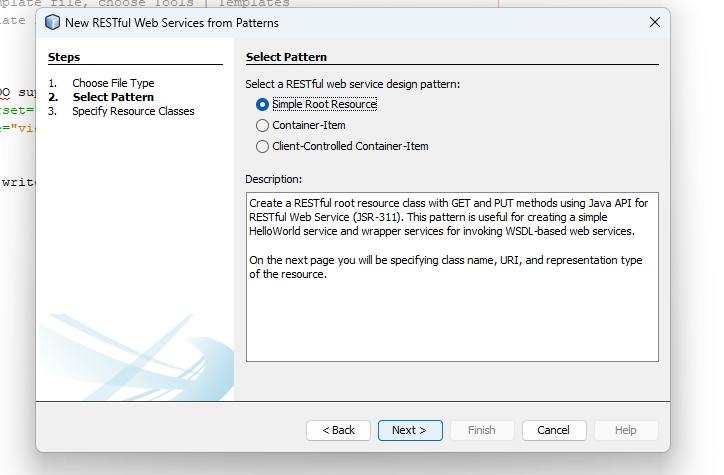 mplate file, choose Tools | Templates
New RESTful Web Services from Patterns
Steps
1. Choose File Type
2. Select Pattern
3. Specify Resource Classes
Select Pattern
Select a RESTful web service design pattern:
Simple Root Resource
Container-Item
Client-Controlled Container-Item
Description:
Create a RESTful root resource class with GET and PUT methods using Java API for
RESTful Web Service (JSR-311). This pattern is useful for creating a simple
HelloWorld service and wrapper services for invoking WSDL-based web services.
On the next page you will be specifying class name, URI, and representation type
of the resource.
DO sup
rset=
e="vie
write
< Back
Next >
Finish
Cancel
Help